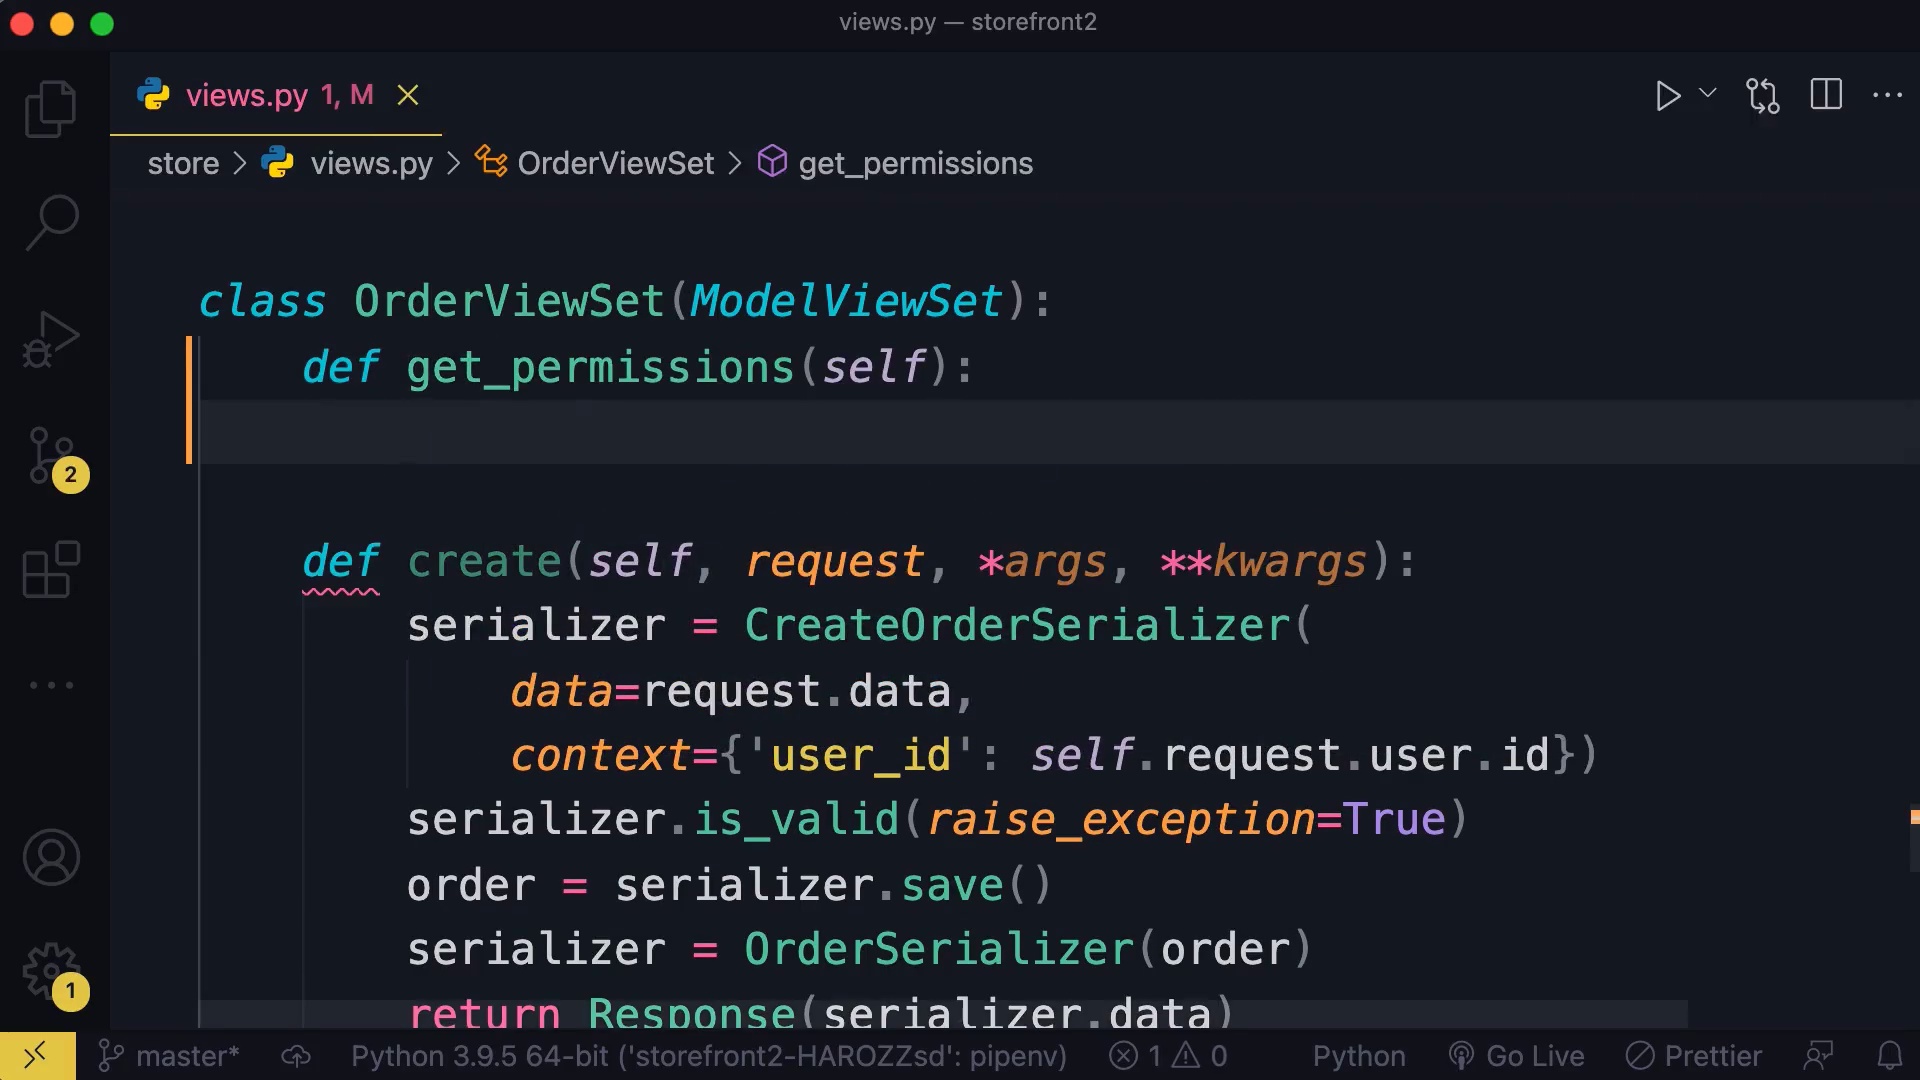 views.py — storefront2
views.py 1, M
store > views.py > OrderViewSet > get_permissions
class OrderViewSet(ModelViewSet):
def get_permissions(self):
def create(self, request, *args, **kwargs):
serializer = CreateOrderSerializer(
data=request.data,
context={'user_id': self.request.user.id})
serializer.is_valid(raise_exception=True)
order = serializer.save()
serializer = OrderSerializer(order)
return Response(serializer.data)
2
1
master* Python 3.9.5 64-bit ('storefront2-HAROZZsd': pipenv) 1 0 Python Go Live Prettier